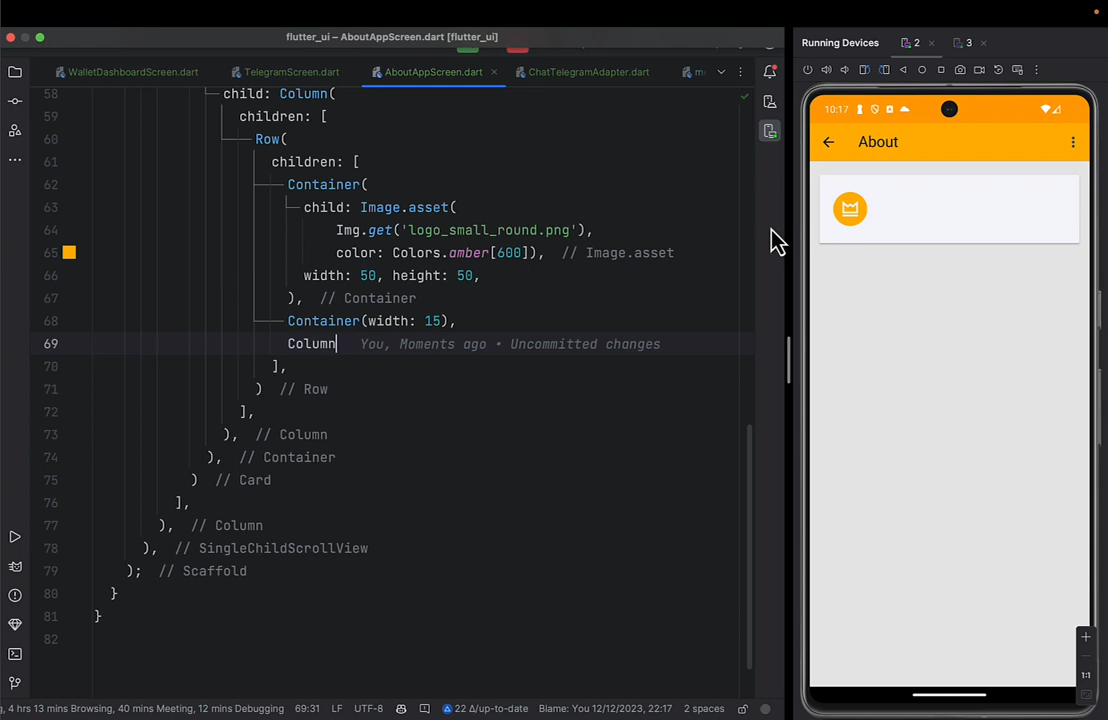 flutter_ui – AboutAppScreen.dart [flutter_ui]
Running Devices
2
3
WalletDashboardScreen.dart
TelegramScreen.dart
AboutAppScreen.dart
ChatTelegramAdapter.dart
58 child: Column(
59 children: [
60 Row(
61 children: [
62 Container(
63 child: Image.asset(
64 Img.get('logo_small_round.png'),
65 color: Colors.amber[600]), // Image.asset
66 width: 50, height: 50,
67 ), // Container
68 Container(width: 15),
69 Column You, Moments ago • Uncommitted changes
70 ],
71 ) // Row
72 ],
73 ), // Column
74 ), // Container
75 ) // Card
76 ],
77 ), // Column
78 ), // SingleChildScrollView
79 ); // Scaffold
80 }
81 }
82
10:17
About
1:1
, 4 hrs 13 mins Browsing, 40 mins Meeting, 12 mins Debugging 69:31 LF UTF-8 22 Δ/up-to-date Blame: You 12/12/2023, 22:17 2 spaces